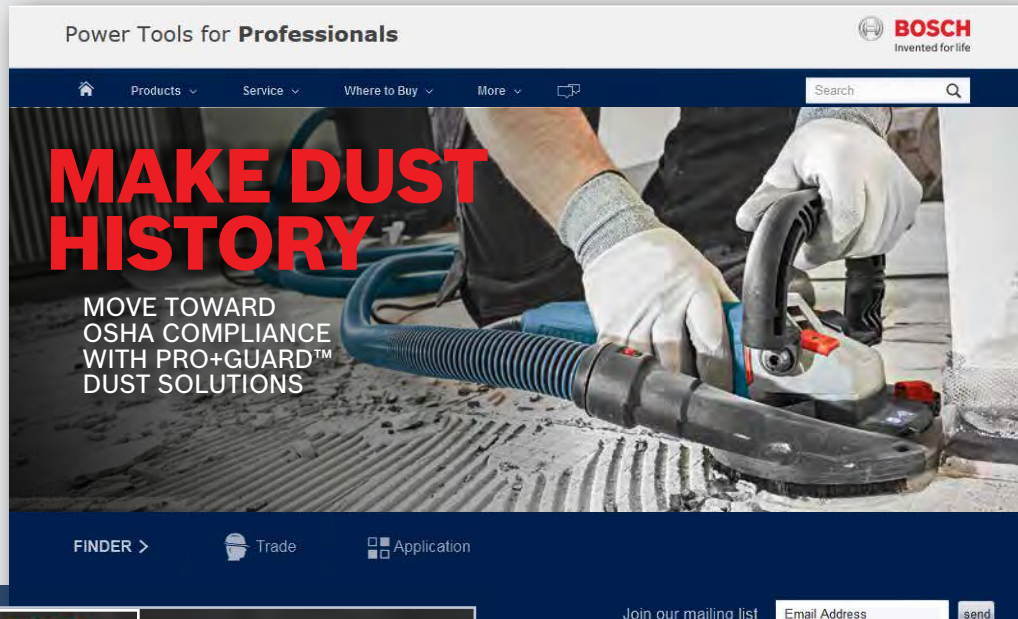 Power Tools for Professionals
BOSCH
Invented for life
Products
Service
Where to Buy
More
Search
MAKE DUST
HISTORY
MOVE TOWARD
OSHA COMPLIANCE
WITH PRO+GUARD™
DUST SOLUTIONS
FINDER >
Trade
Application
Join our mailing list
Email Address
send